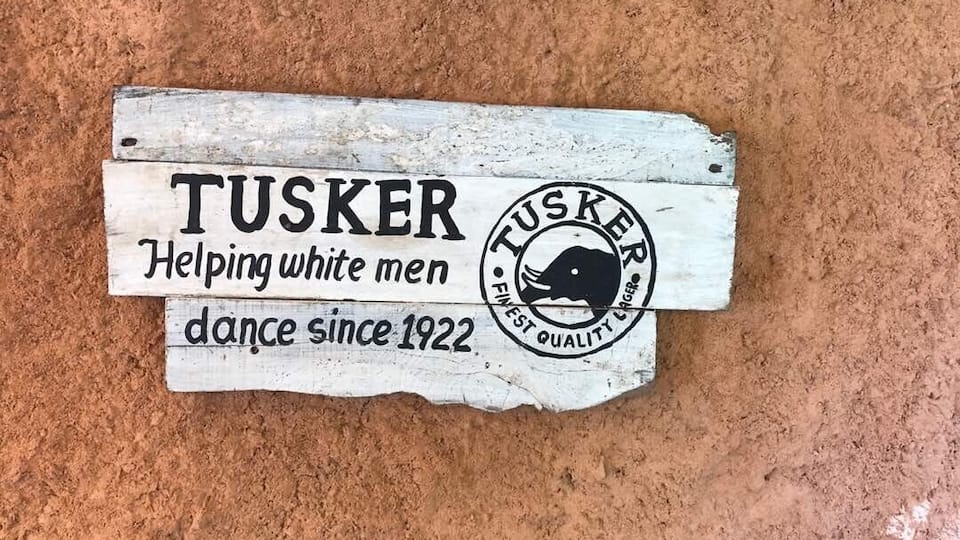 TUSKER
Helping white men
dance since 1922
TUSKER
FINEST QUALITY LAGER